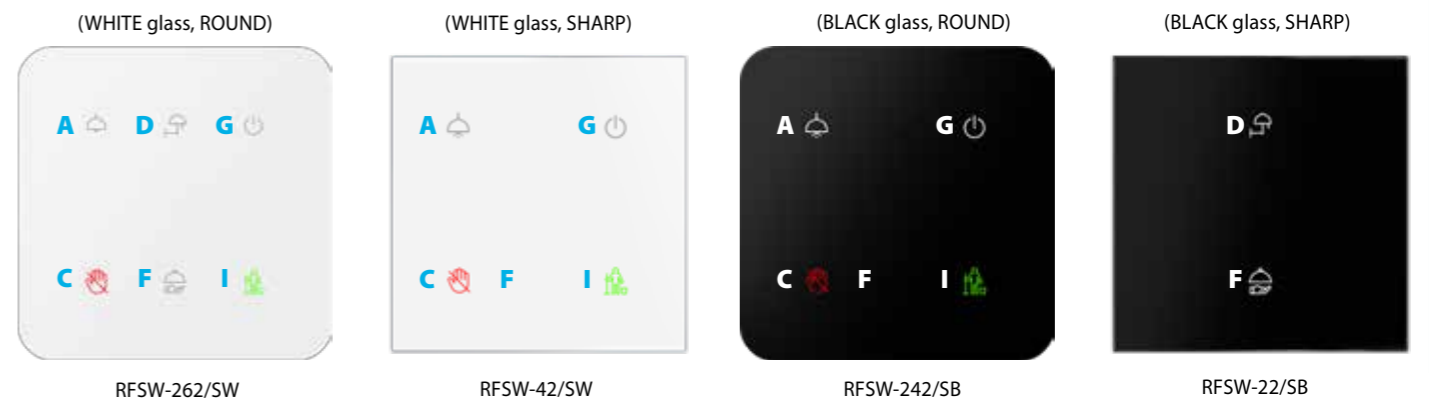 (WHITE glass, ROUND) (WHITE glass, SHARP) (BLACK glass, ROUND) (BLACK glass, SHARP)
A D G A G A G D
C F I C F I C F I F
RFSW-262/SW RFSW-42/SW RFSW-242/SB RFSW-22/SB